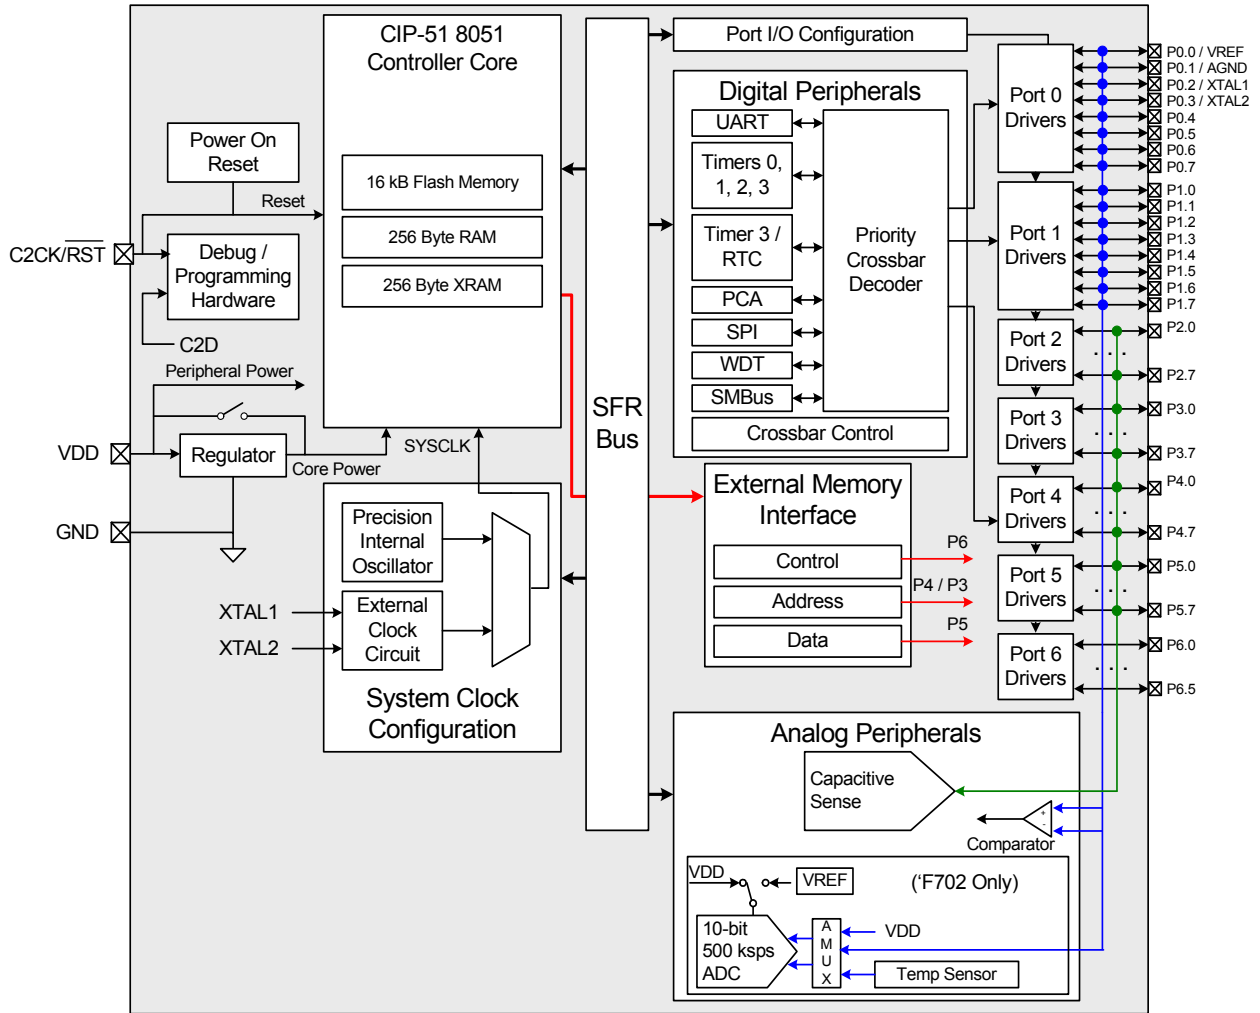 CIP-51 8051
Controller Core
16 kB Flash Memory
256 Byte RAM
256 Byte XRAM
Power On
Reset
Reset
C2CK/RST
Debug /
Programming
Hardware
C2D
Peripheral Power
VDD
Regulator
Core Power
SYSCLK
GND
Precision
Internal
Oscillator
XTAL1
XTAL2
External
Clock
Circuit
System Clock
Configuration
SFR
Bus
Port I/O Configuration
Digital Peripherals
UART
Timers 0,
1, 2, 3
Timer 3 /
RTC
PCA
SPI
WDT
SMBus
Priority
Crossbar
Decoder
Crossbar Control
External Memory
Interface
Control
Address
Data
P6
P4 / P3
P5
Port 0
Drivers
Port 1
Drivers
Port 2
Drivers
Port 3
Drivers
Port 4
Drivers
Port 5
Drivers
Port 6
Drivers
P0.0 / VREF
P0.1 / AGND
P0.2 / XTAL1
P0.3 / XTAL2
P0.4
P0.5
P0.6
P0.7
P1.0
P1.1
P1.2
P1.3
P1.4
P1.5
P1.6
P1.7
P2.0
. . .
P2.7
P3.0
. . .
P3.7
P4.0
. . .
P4.7
P5.0
. . .
P5.7
P6.0
. . .
P6.5
Analog Peripherals
Capacitive
Sense
+
-
Comparator
VDD
VREF
('F702 Only)
10-bit
500 ksps
ADC
A
M
U
X
VDD
Temp Sensor